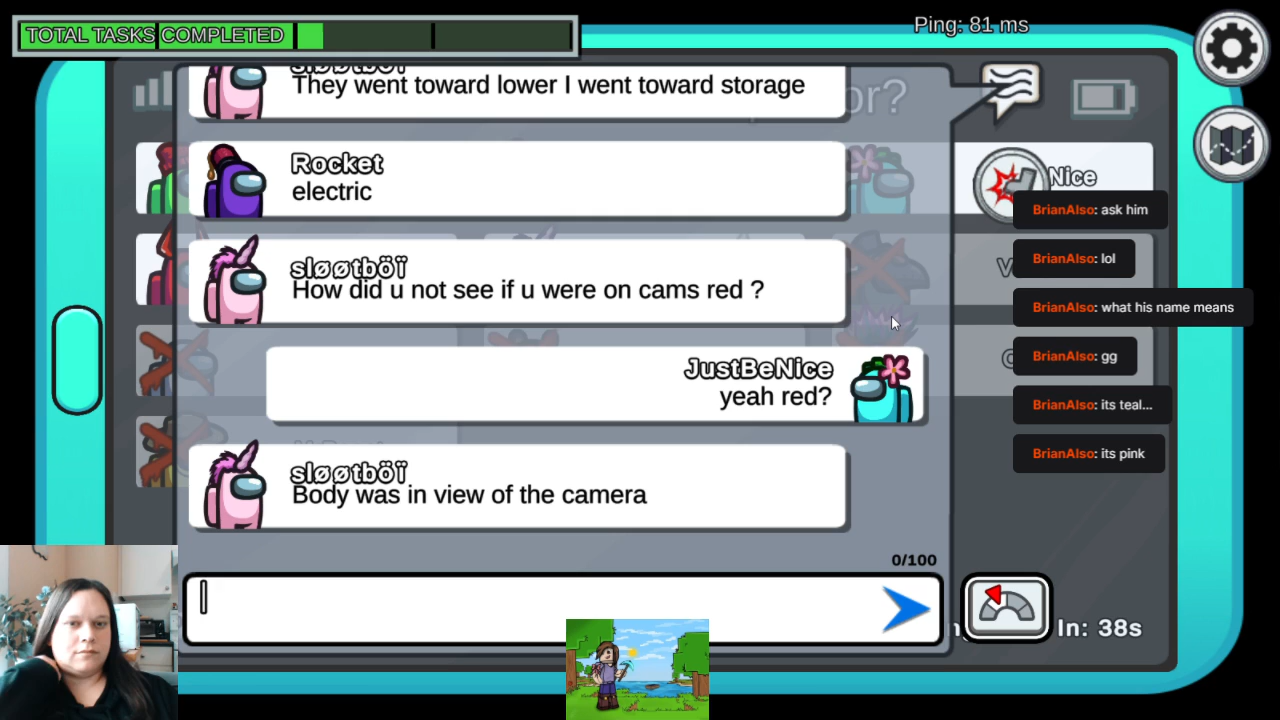 TOTAL TASKS COMPLETED
Ping: 81 ms
or?
sløøtböï
They went toward lower I went toward storage
Rocket
electric
Nice
sløøtböï
How did u not see if u were on cams red ?
JustBeNice
yeah red?
sløøtböï
Body was in view of the camera
0/100
In: 38s
BrianAlso: ask him
BrianAlso: lol
BrianAlso: what his name means
BrianAlso: gg
BrianAlso: its teal...
BrianAlso: its pink